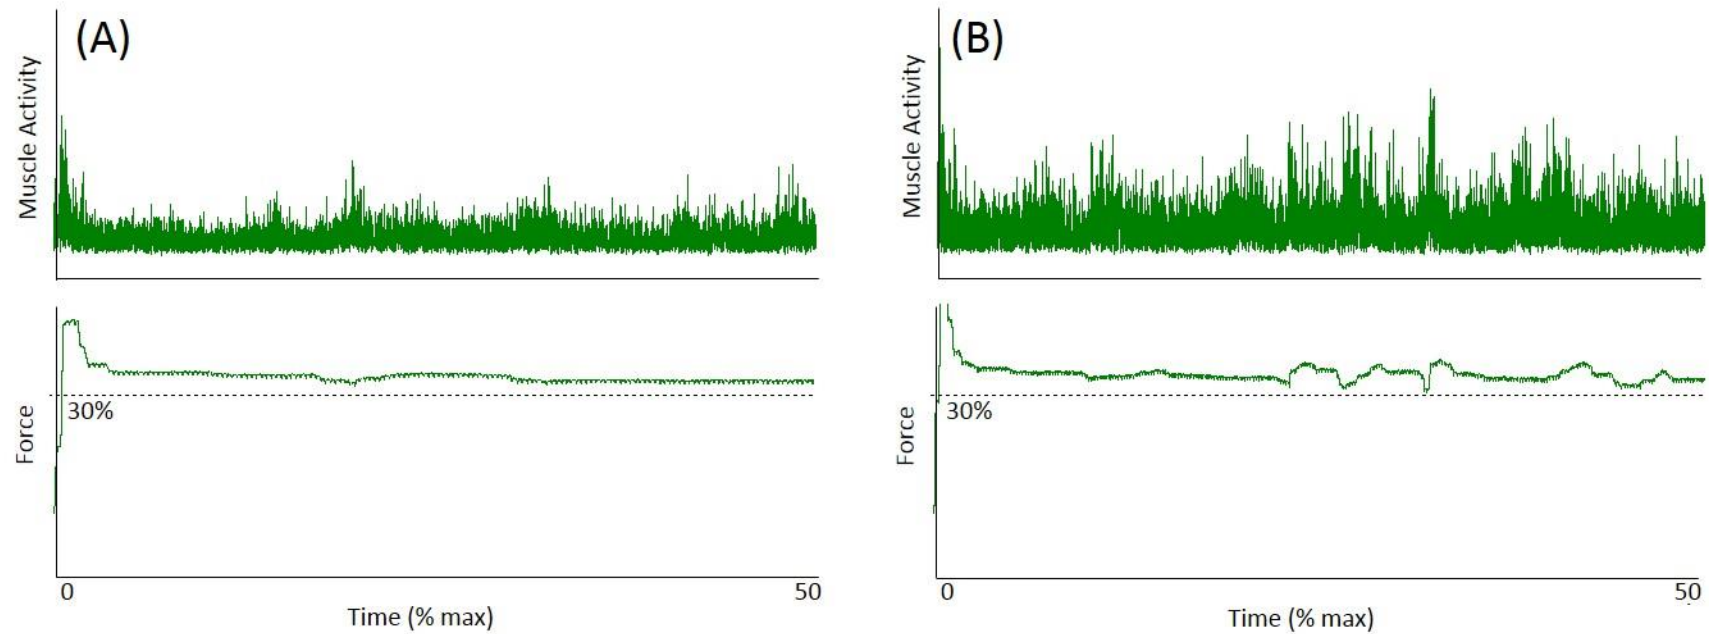 (A)
Muscle Activity
30%
Force
0
50
Time (% max)
(B)
Muscle Activity
30%
Force
0
50
Time (% max)